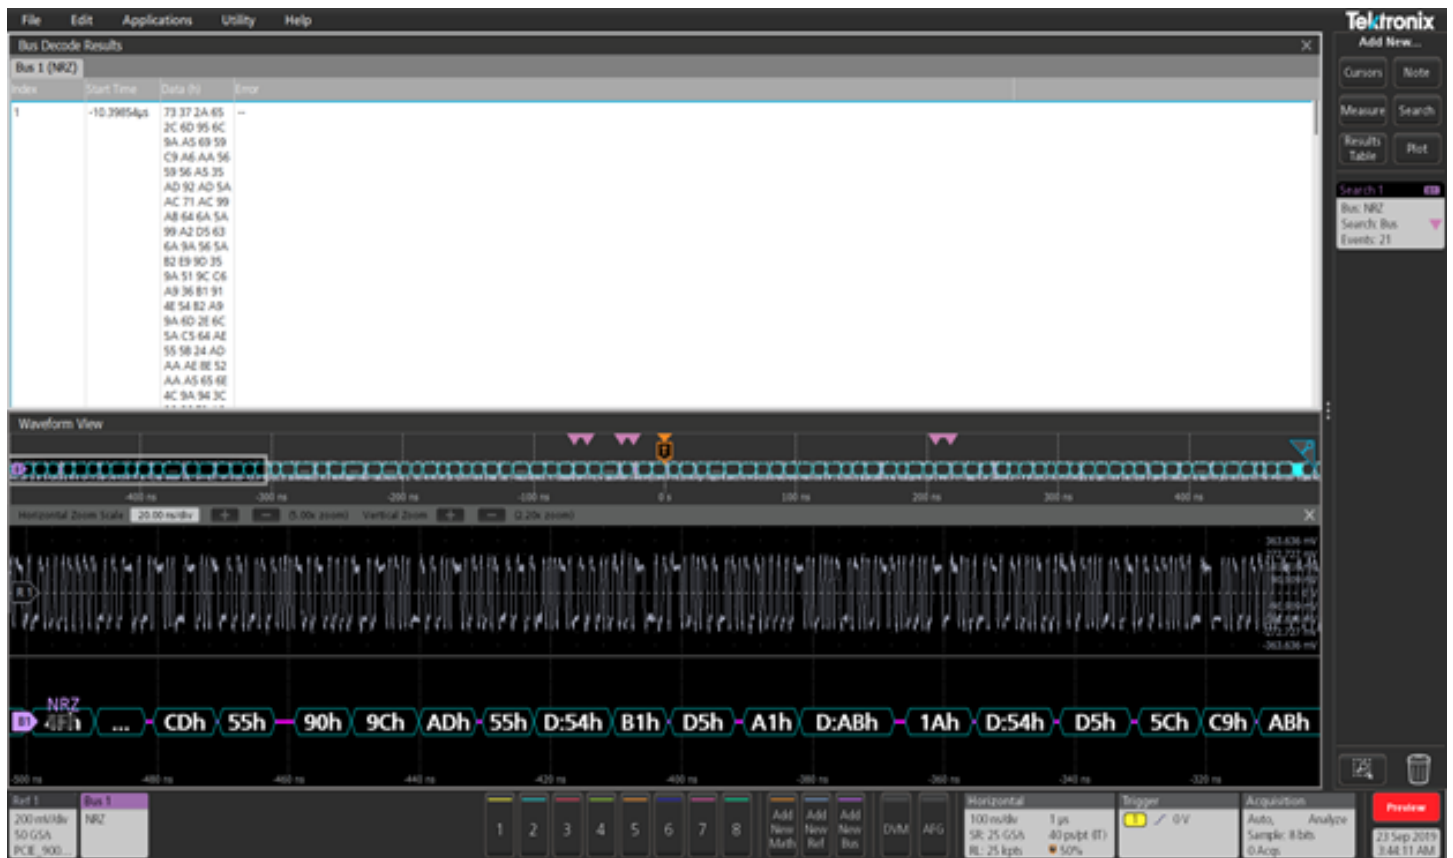 File Edit Applications Utility Help
Tektronix
Add New...
Bus Decode Results
Bus 1 (NRZ)
Index Start Time Data (h) Error
1 -10.39854µs 73 37 2A 65 --
2C 6D 95 6C
9A A5 69 59
C9 A6 AA 56
59 56 A5 35
AD 92 AD 5A
AC 71 AC 99
A8 64 6A 5A
99 A2 D5 63
6A 9A 56 5A
B2 E9 9D 35
9A 51 9C C6
A9 36 B1 91
4E 54 B2 A9
9A 6D 2E 6C
5A C5 64 AE
55 5B 24 AD
AA AE 8E 52
AA A5 65 6E
4C 9A 94 3C
Cursors Note
Measure Search
Results Table Plot
Search 1 B1
Bus: NRZ
Search: Bus
Events: 21
Waveform View
-400 ns -300 ns -200 ns -100 ns 0 s 100 ns 200 ns 300 ns 400 ns
Horizontal Zoom Scale 20.00 ns/div + — (5.00x zoom) Vertical Zoom + — (2.20x zoom)
363.636 mV
R 1
-363.636 mV
NRZ
B1 ... CDh 55h 90h 9Ch ADh 55h D:54h B1h D5h A1h D:ABh 1Ah D:54h D5h 5Ch C9h ABh
-500 ns -480 ns -460 ns -440 ns -420 ns -400 ns -380 ns -360 ns -340 ns -320 ns
Ref 1
200 mV/div
50 GSA
PCIE_900...
Bus 1
NRZ
1 2 3 4 5 6 7 8
Add New Math
Add New Ref
Add New Bus
DVM AFG
Horizontal
100 ns/div 1 µs
SR: 25 GSA 40 ps/pt (IT)
RL: 25 kpts 50%
Trigger
1 0 V
Acquisition
Auto, Analyze
Sample: 8 bits
0 Acqs
Preview
23 Sep 2019
3:44:11 AM